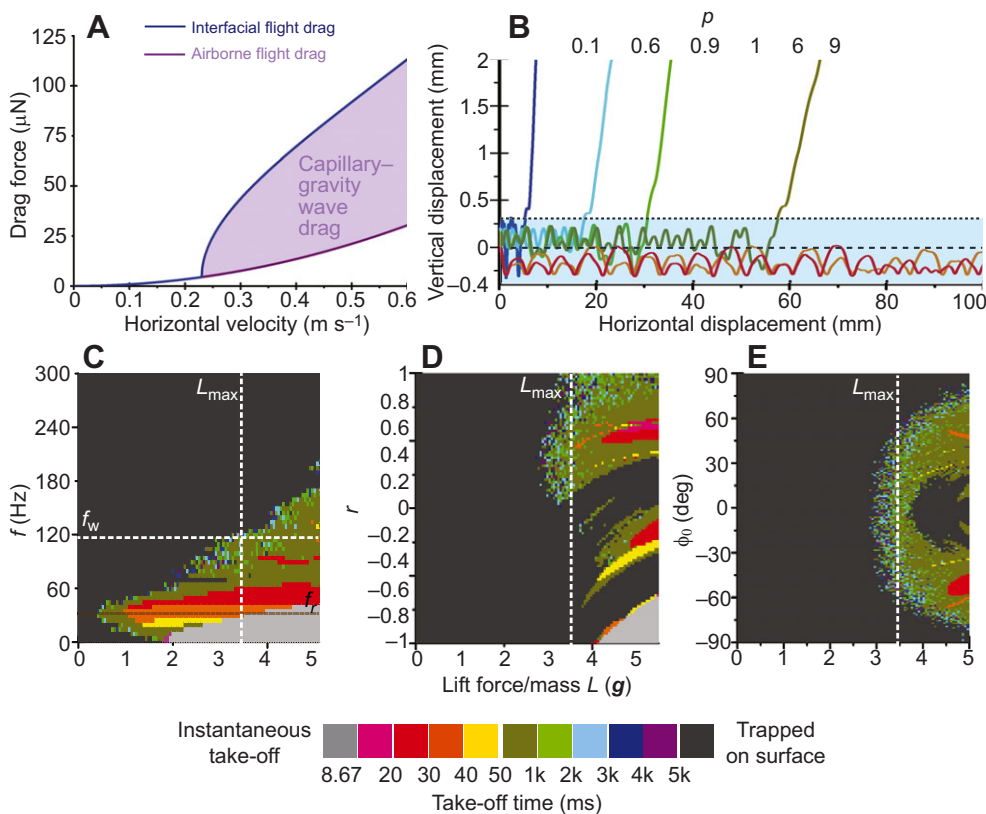 A
Interfacial flight drag
Airborne flight drag
Capillary–
gravity
wave
drag
Drag force (μN)
125
100
75
50
25
0
0 0.1 0.2 0.3 0.4 0.5 0.6
Horizontal velocity (m s–1)
B
p
0.1 0.6 0.9 1 6 9
Vertical displacement (mm)
2
1.5
1
0.5
0
–0.4
0 20 40 60 80 100
Horizontal displacement (mm)
C
Lmax
fw
fr
f (Hz)
300
240
180
120
60
0
0 1 2 3 4 5
D
Lmax
r
1
0.8
0.6
0.4
0.2
0
–0.2
–0.4
–0.6
–0.8
–1
0 1 2 3 4 5
Lift force/mass L (g)
E
Lmax
ϕ0 (deg)
90
60
30
0
–30
–60
–90
0 1 2 3 4 5
Instantaneous
take-off
8.67 20 30 40 50 1k 2k 3k 4k 5k
Trapped
on surface
Take-off time (ms)